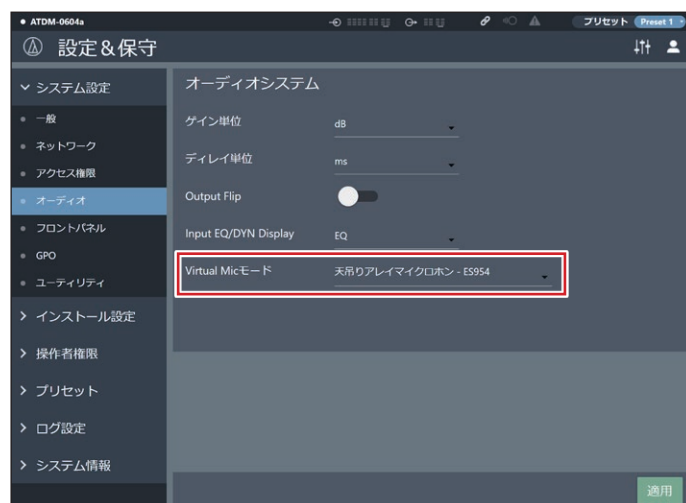 ATDM-0604a
プリセット Preset 1
設定&保守
システム設定
一般
ネットワーク
アクセス権限
オーディオ
フロントパネル
GPO
ユーティリティ
インストール設定
操作者権限
プリセット
ログ設定
システム情報
オーディオシステム
ゲイン単位 dB
ディレイ単位 ms
Output Flip
Input EQ/DYN Display EQ
Virtual Micモード 天吊りアレイマイクロホン - ES954
適用